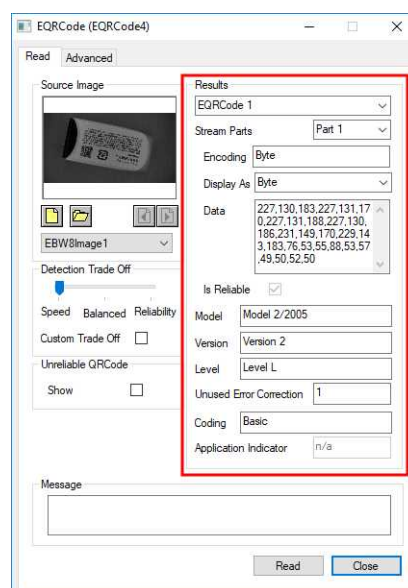 EQRCode (EQRCode4)
Read Advanced
Source Image
EBW8Image1
Detection Trade Off
Speed Balanced Reliability
Custom Trade Off
Unreliable QRCode
Show
Results
EQRCode 1
Stream Parts Part 1
Encoding Byte
Display As Byte
Data 227,130,183,227,131,17
0,227,131,188,227,130,
186,231,149,170,229,14
3,183,76,53,55,88,53,57
,49,50,52,50
Is Reliable
Model Model 2/2005
Version Version 2
Level Level L
Unused Error Correction 1
Coding Basic
Application Indicator n/a
Message
Read Close